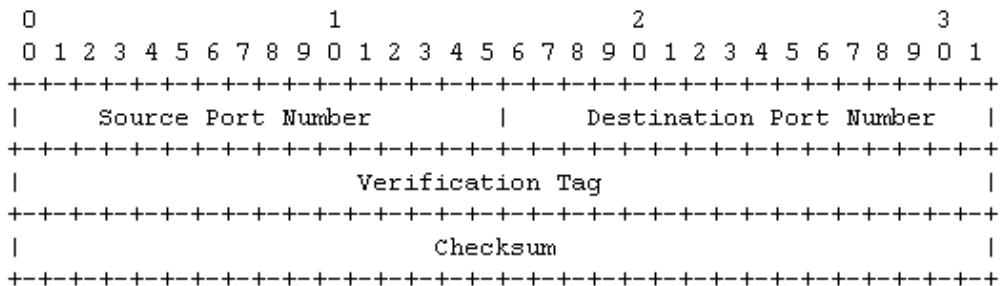 0                   1                   2                   3
 0 1 2 3 4 5 6 7 8 9 0 1 2 3 4 5 6 7 8 9 0 1 2 3 4 5 6 7 8 9 0 1
+-+-+-+-+-+-+-+-+-+-+-+-+-+-+-+-+-+-+-+-+-+-+-+-+-+-+-+-+-+-+-+-+
|     Source Port Number        |     Destination Port Number   |
+-+-+-+-+-+-+-+-+-+-+-+-+-+-+-+-+-+-+-+-+-+-+-+-+-+-+-+-+-+-+-+-+
|                      Verification Tag                         |
+-+-+-+-+-+-+-+-+-+-+-+-+-+-+-+-+-+-+-+-+-+-+-+-+-+-+-+-+-+-+-+-+
|                           Checksum                            |
+-+-+-+-+-+-+-+-+-+-+-+-+-+-+-+-+-+-+-+-+-+-+-+-+-+-+-+-+-+-+-+-+